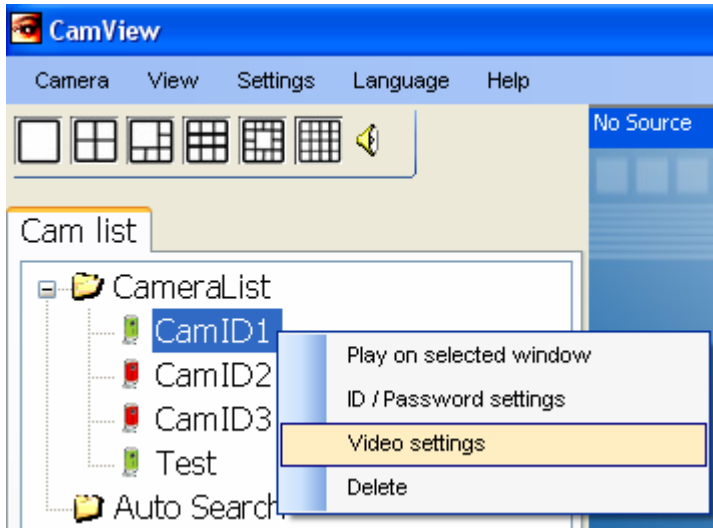 CamView
Camera View Settings Language Help
No Source
Cam list
CameraList
CamID1
CamID2
CamID3
Test
Auto Search
Play on selected window
ID / Password settings
Video settings
Delete